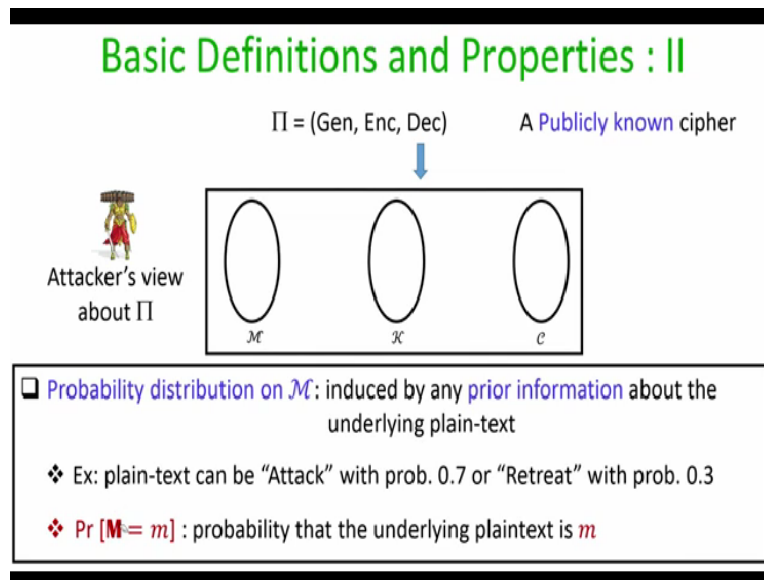 Basic Definitions and Properties : II
Π = (Gen, Enc, Dec) A Publicly known cipher
Attacker's view
about Π
ℳ 𝒦 𝒞
❑ Probability distribution on ℳ: induced by any prior information about the
underlying plain-text
❖ Ex: plain-text can be “Attack” with prob. 0.7 or “Retreat” with prob. 0.3
❖ Pr [𝐌 = 𝑚] : probability that the underlying plaintext is 𝑚